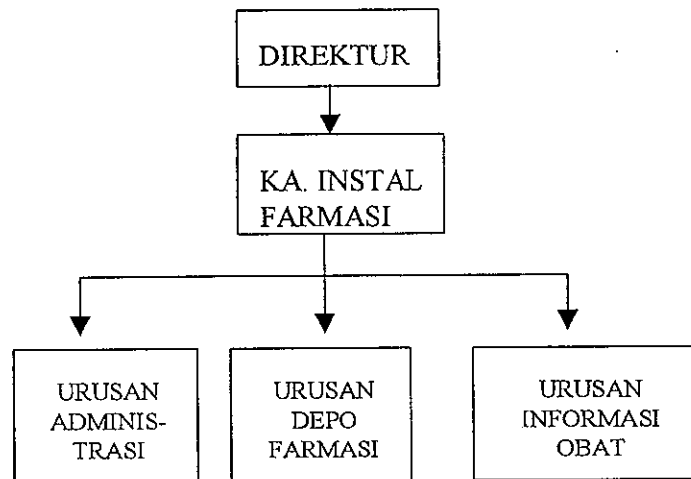 DIREKTUR
KA. INSTAL
FARMASI
URUSAN
ADMINIS-
TRASI
URUSAN
DEPO
FARMASI
URUSAN
INFORMASI
OBAT